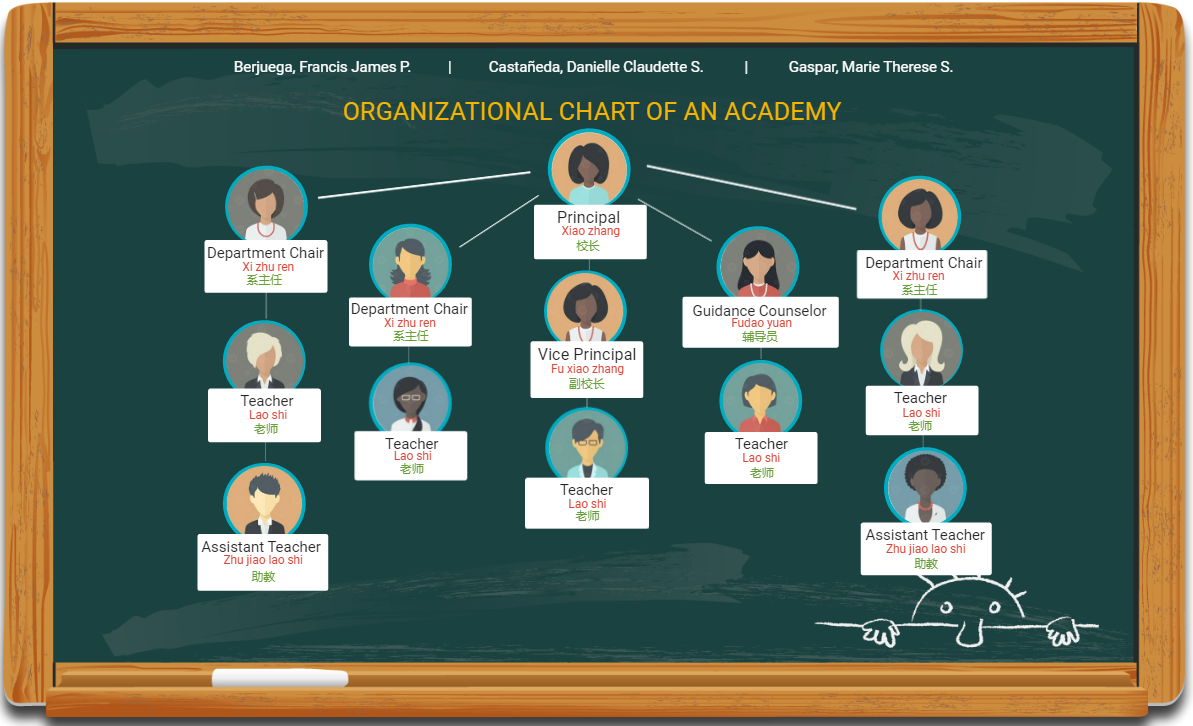 Berjuega, Francis James P. | Castañeda, Danielle Claudette S. | Gaspar, Marie Therese S.
ORGANIZATIONAL CHART OF AN ACADEMY
Principal
Xiao zhang
校长
Department Chair
Xi zhu ren
系主任
Department Chair
Xi zhu ren
系主任
Vice Principal
Fu xiao zhang
副校长
Guidance Counselor
Fudao yuan
辅导员
Department Chair
Xi zhu ren
系主任
Teacher
Lao shi
老师
Teacher
Lao shi
老师
Teacher
Lao shi
老师
Teacher
Lao shi
老师
Teacher
Lao shi
老师
Assistant Teacher
Zhu jiao lao shi
助教
Assistant Teacher
Zhu jiao lao shi
助教